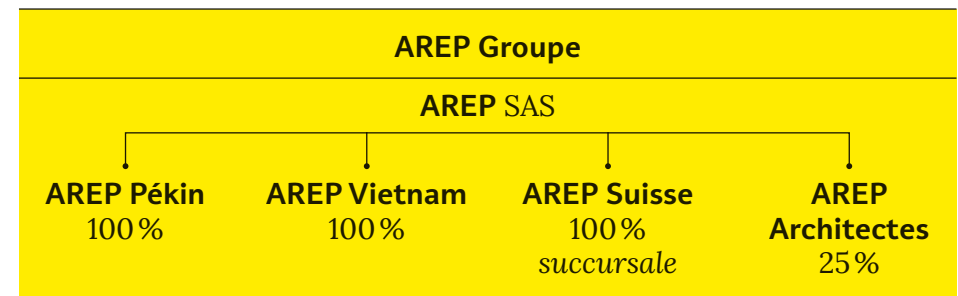 AREP Groupe
AREP SAS
AREP Pékin
100 %
AREP Vietnam
100 %
AREP Suisse
100 %
succursale
AREP
Architectes
25 %